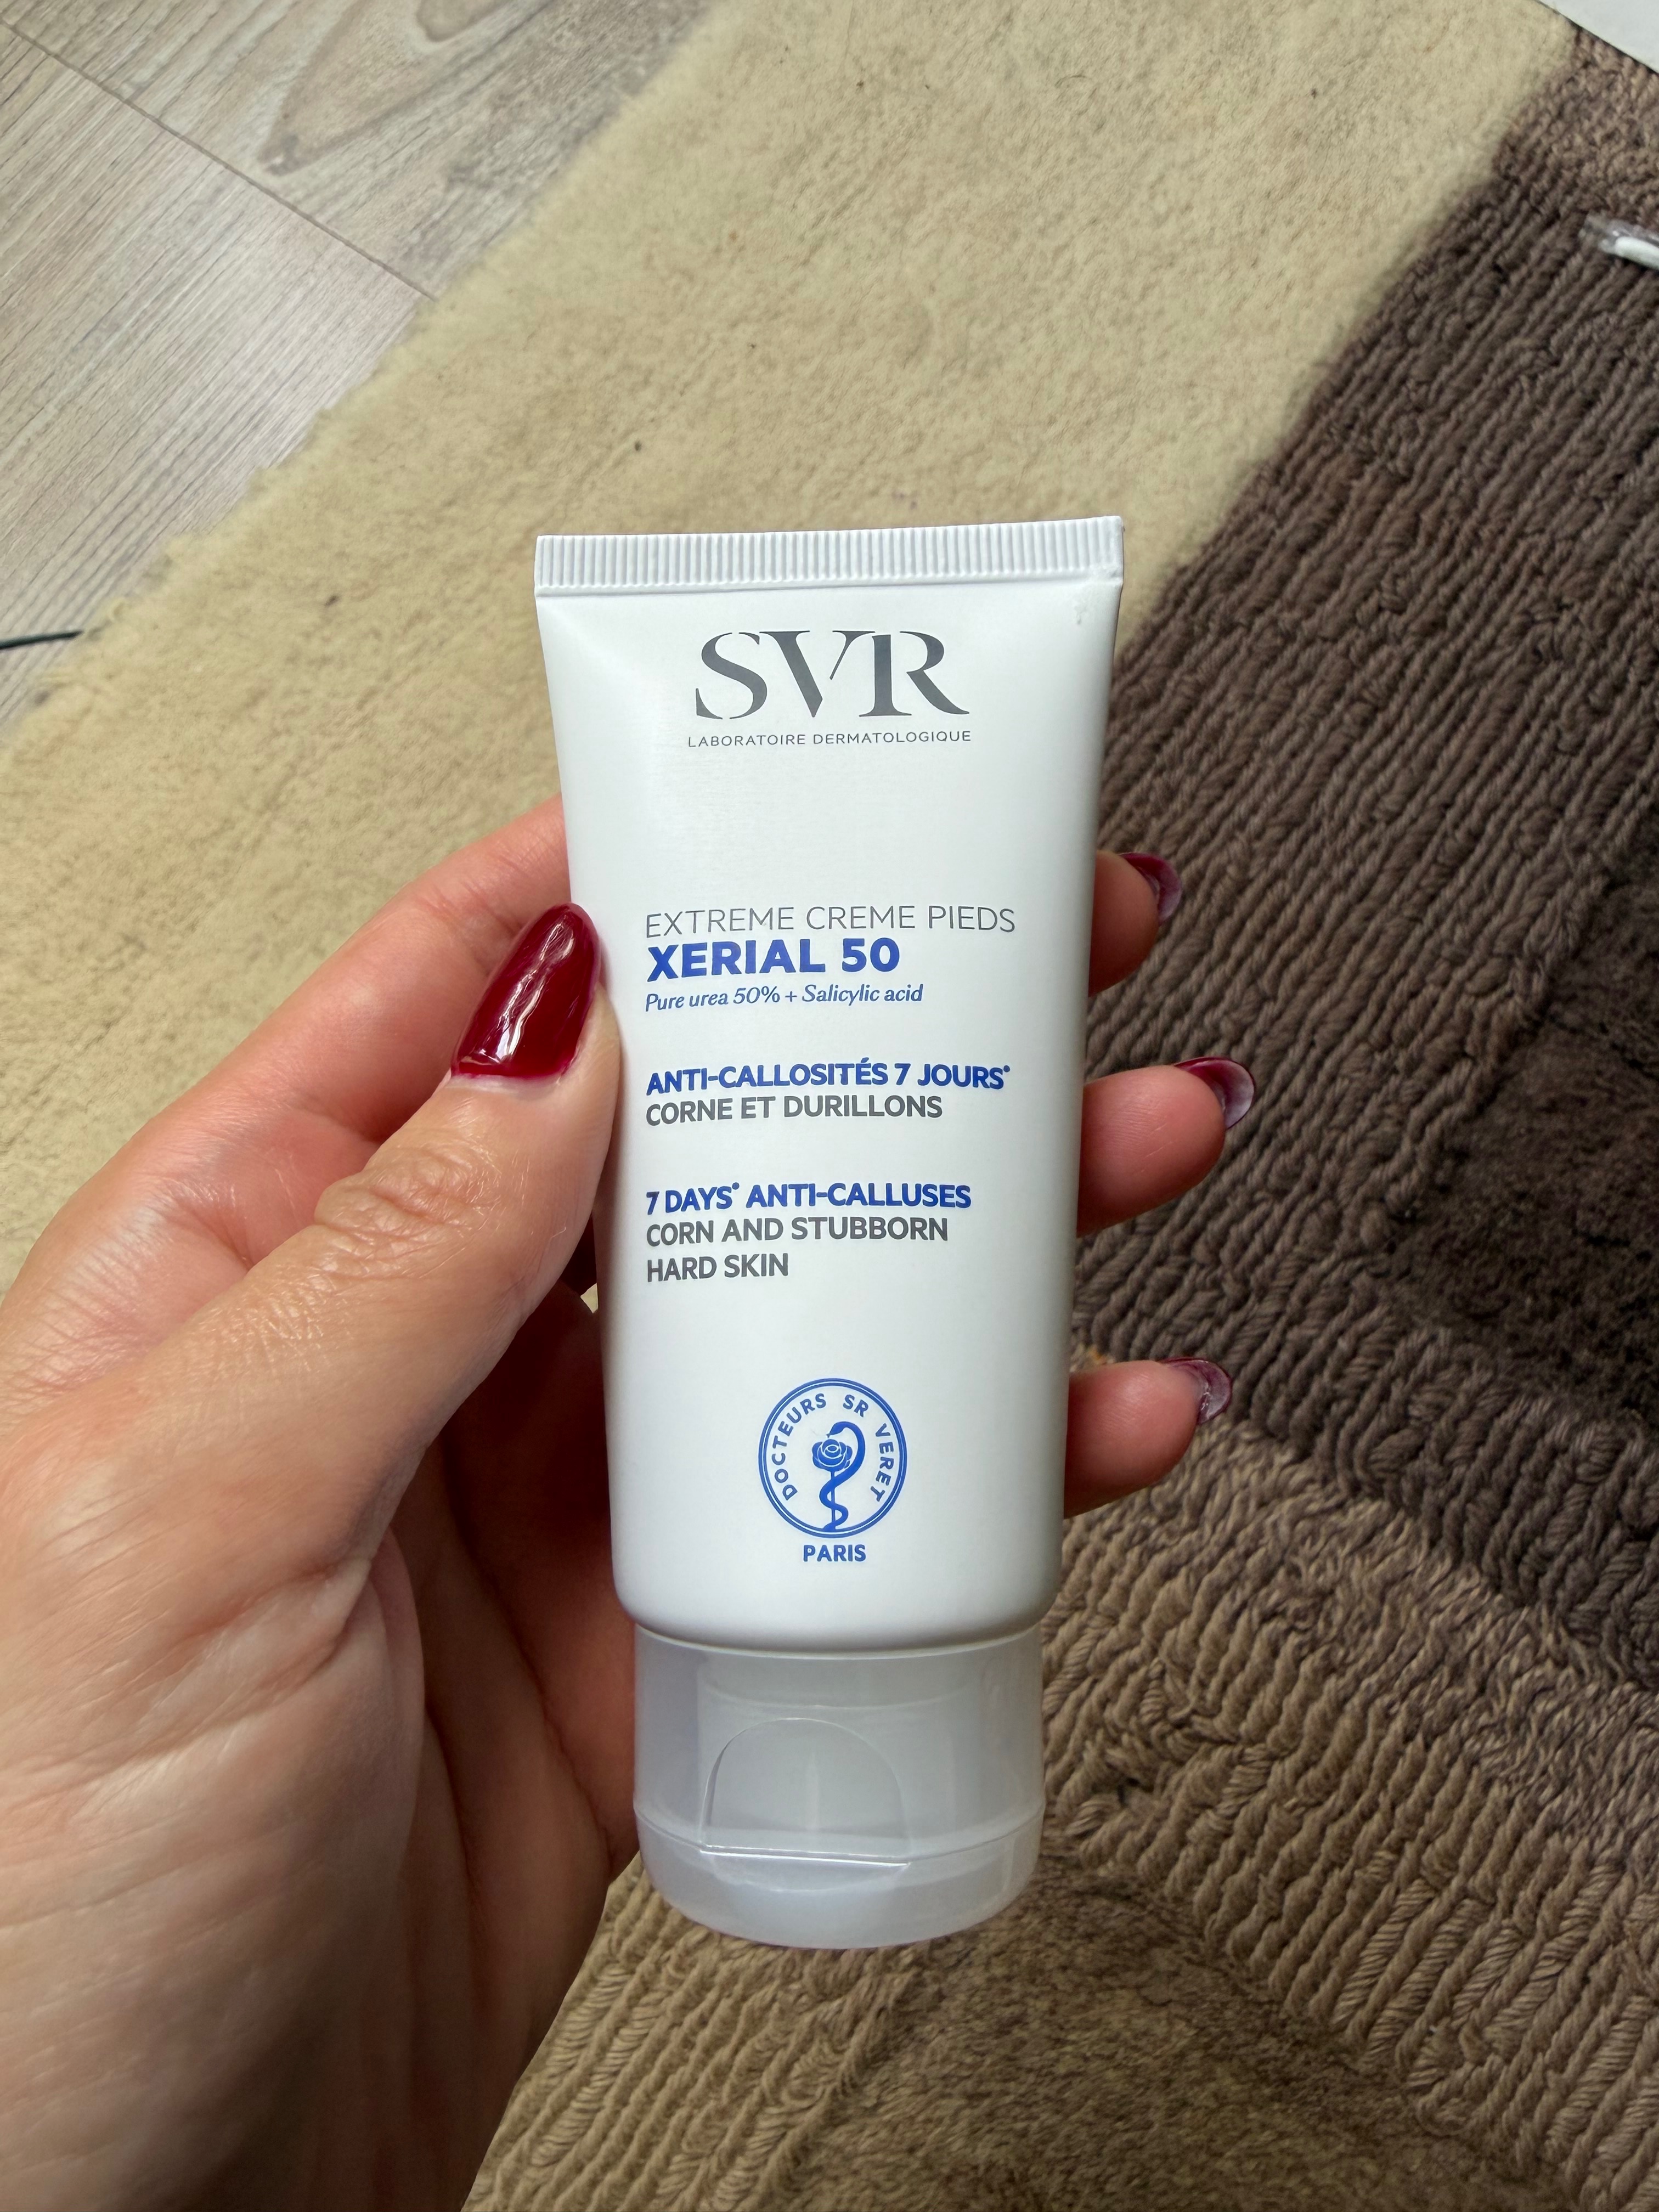 SVR
LABORATOIRE DERMATOLOGIQUE
EXTREME CREME PIEDS
XERIAL 50
Pure urea 50% + Salicylic acid
ANTI-CALLOSITÉS 7 JOURS*
CORNE ET DURILLONS
7 DAYS* ANTI-CALLUSES
CORN AND STUBBORN
HARD SKIN
DOCTEURS SR VERET
PARIS